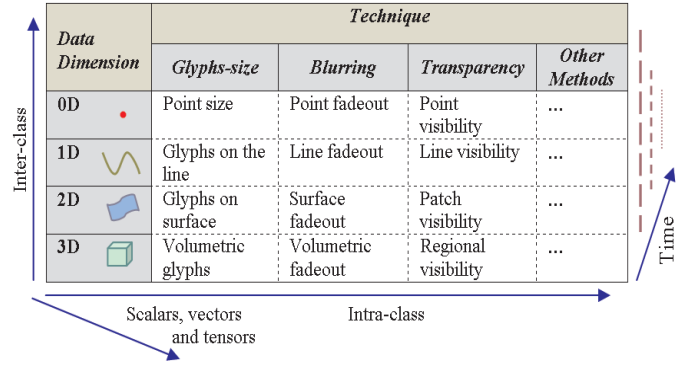 Technique
Data
Dimension
Glyphs-size Blurring Transparency Other
Methods
0D Point size Point fadeout Point
visibility ...
1D Glyphs on the
line Line fadeout Line visibility ...
2D Glyphs on
surface Surface
fadeout Patch
visibility ...
3D Volumetric
glyphs Volumetric
fadeout Regional
visibility ...
Inter-class
Time
Scalars, vectors
and tensors
Intra-class